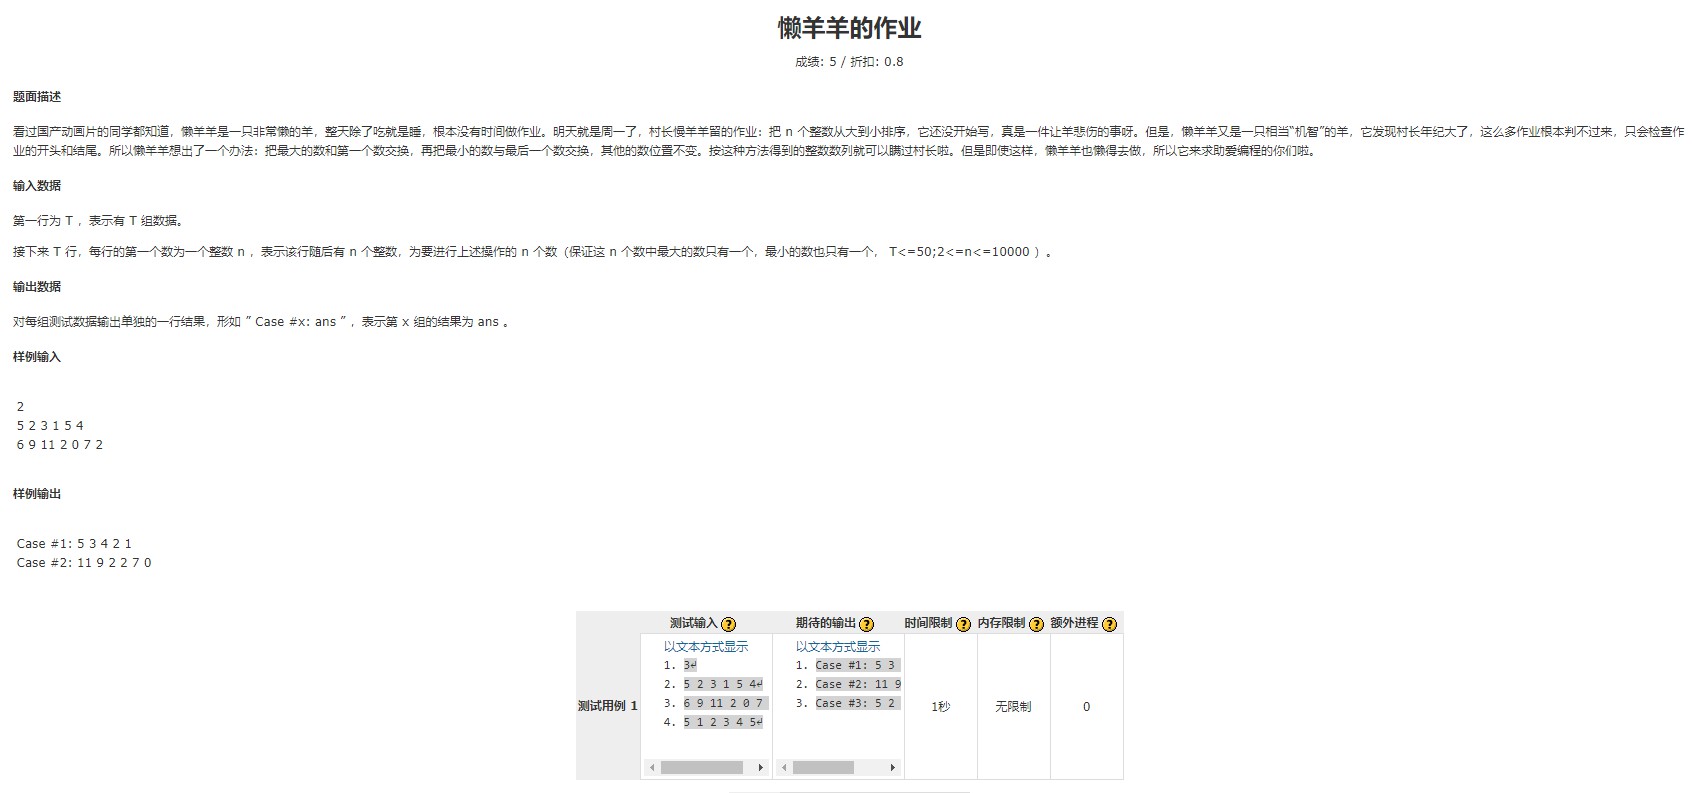 懒羊羊的作业
成绩: 5 / 折扣: 0.8
题面描述
看过国产动画片的同学都知道，懒羊羊是一只非常懒的羊，整天除了吃就是睡，根本没有时间做作业。明天就是周一了，村长慢羊羊留的作业：把 n 个整数从大到小排序，它还没开始写，真是一件让羊悲伤的事呀。但是，懒羊羊又是一只相当“机智”的羊，它发现村长年纪大了，这么多作业根本判不过来，只会检查作
业的开头和结尾。所以懒羊羊想出了一个办法：把最大的数和第一个数交换，再把最小的数与最后一个数交换，其他的数位置不变。按这种方法得到的整数数列就可以瞒过村长啦。但是即使这样，懒羊羊也懒得去做，所以它来求助爱编程的你们啦。
输入数据
第一行为 T ，表示有 T 组数据。
接下来 T 行，每行的第一个数为一个整数 n ，表示该行随后有 n 个整数，为要进行上述操作的 n 个数（保证这 n 个数中最大的数只有一个，最小的数也只有一个， T<=50;2<=n<=10000 ）。
输出数据
对每组测试数据输出单独的一行结果，形如 ” Case #x: ans ” ，表示第 x 组的结果为 ans 。
样例输入
2
5 2 3 1 5 4
6 9 11 2 0 7 2
样例输出
Case #1: 5 3 4 2 1
Case #2: 11 9 2 2 7 0
测试输入 ? 期待的输出 ? 时间限制 ? 内存限制 ? 额外进程 ?
测试用例 1
以文本方式显示
1. 3↵
2. 5 2 3 1 5 4↵
3. 6 9 11 2 0 7
4. 5 1 2 3 4 5↵
以文本方式显示
1. Case #1: 5 3
2. Case #2: 11 9
3. Case #3: 5 2
1秒
无限制
0